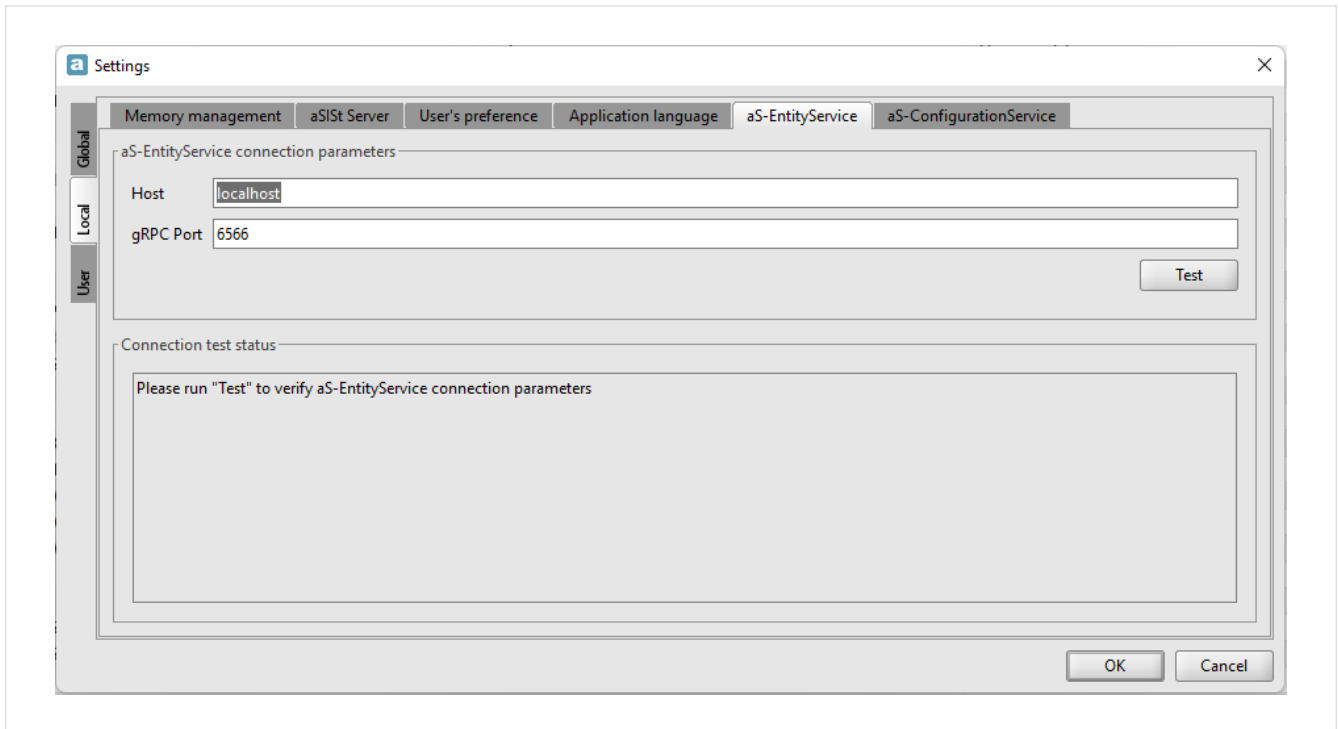 a Settings
Memory management aSISt Server User's preference Application language aS-EntityService aS-ConfigurationService
Global
Local
User
aS-EntityService connection parameters
Host localhost
gRPC Port 6566
Test
Connection test status
Please run "Test" to verify aS-EntityService connection parameters
OK Cancel